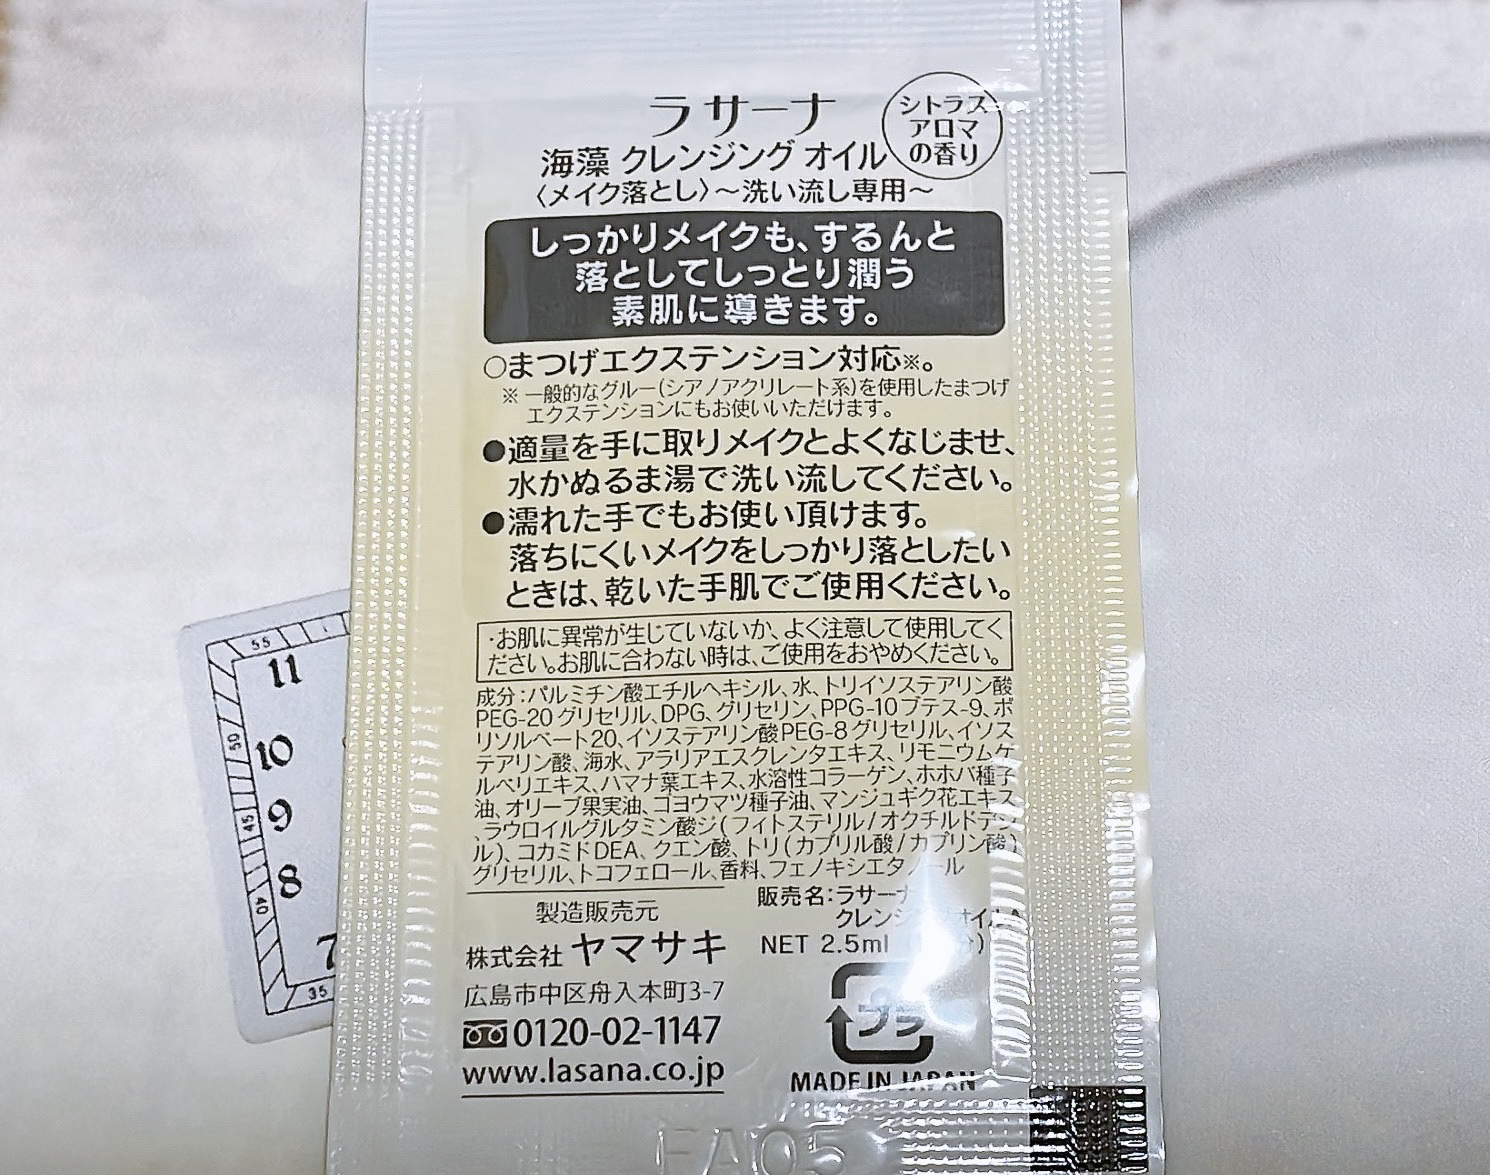 ラサーナ
シトラス
アロマ
の香り
海藻 クレンジング オイル
〈メイク落とし〉〜洗い流し専用〜
しっかりメイクも、するんと
落としてしっとり潤う
素肌に導きます。
○まつげエクステンション対応※。
※ 一般的なグルー(シアノアクリレート系)を使用したまつげ
エクステンションにもお使いいただけます。
●適量を手に取りメイクとよくなじませ、
水かぬるま湯で洗い流してください。
●濡れた手でもお使い頂けます。
落ちにくいメイクをしっかり落としたい
ときは、乾いた手肌でご使用ください。
・お肌に異常が生じていないか、よく注意して使用してく
ださい。お肌に合わない時は、ご使用をおやめください。
成分：パルミチン酸エチルヘキシル、水、トリイソステアリン酸
PEG-20グリセリル、DPG、グリセリン、PPG-10ブテス-9、ポ
リソルベート20、イソステアリン酸PEG-8グリセリル、イソス
テアリン酸、海水、アラリアエスクレンタエキス、リモニウムゲ
ルベリエキス、ハマナ葉エキス、水溶性コラーゲン、ホホバ種子
油、オリーブ果実油、ゴヨウマツ種子油、マンジュギク花エキス
、ラウロイルグルタミン酸ジ(フィトステリル/オクチルドデシ
ル)、コカミドDEA、クエン酸、トリ(カプリル酸/カプリン酸)
グリセリル、トコフェロール、香料、フェノキシエタノール
製造販売元
株式会社 ヤマサキ
広島市中区舟入本町3-7
0120-02-1147
www.lasana.co.jp
販売名：ラサーナ
NET 2.5ml
プラ
MADE IN JAPAN
FA05
55
11
50
10
45
9
40
8
35
7